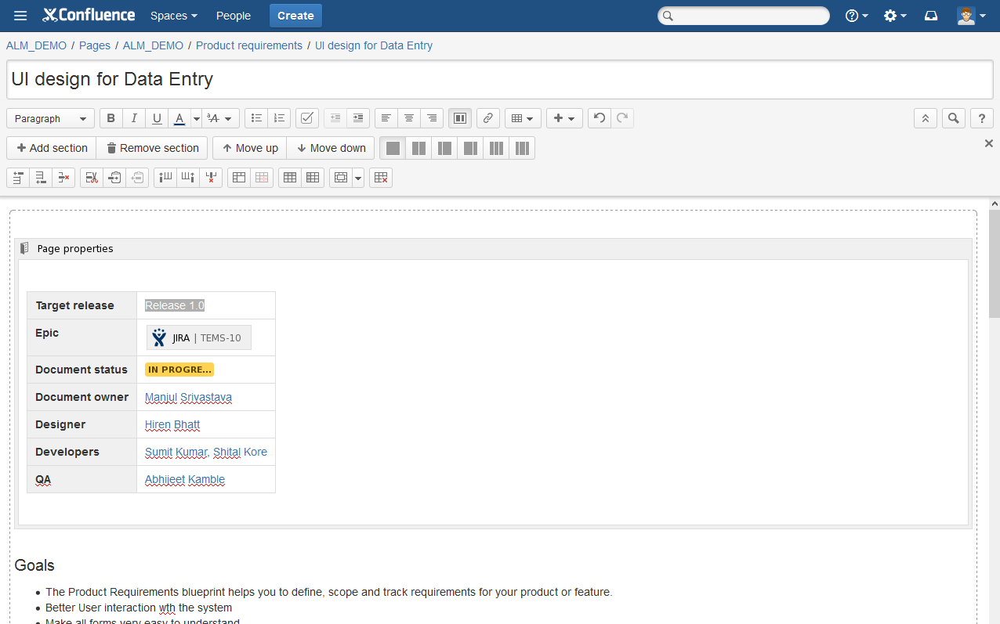 Confluence Spaces People Create
ALM_DEMO / Pages / ALM_DEMO / Product requirements / UI design for Data Entry
UI design for Data Entry
Paragraph B I U A A ?
+ Add section Remove section Move up Move down
Page properties
Target release Release 1.0
Epic JIRA | TEMS-10
Document status IN PROGRE...
Document owner Manjul Srivastava
Designer Hiren Bhatt
Developers Sumit Kumar, Shital Kore
QA Abhijeet Kamble
Goals
• The Product Requirements blueprint helps you to define, scope and track requirements for your product or feature.
• Better User interaction wth the system
• Make all forms very easy to understand